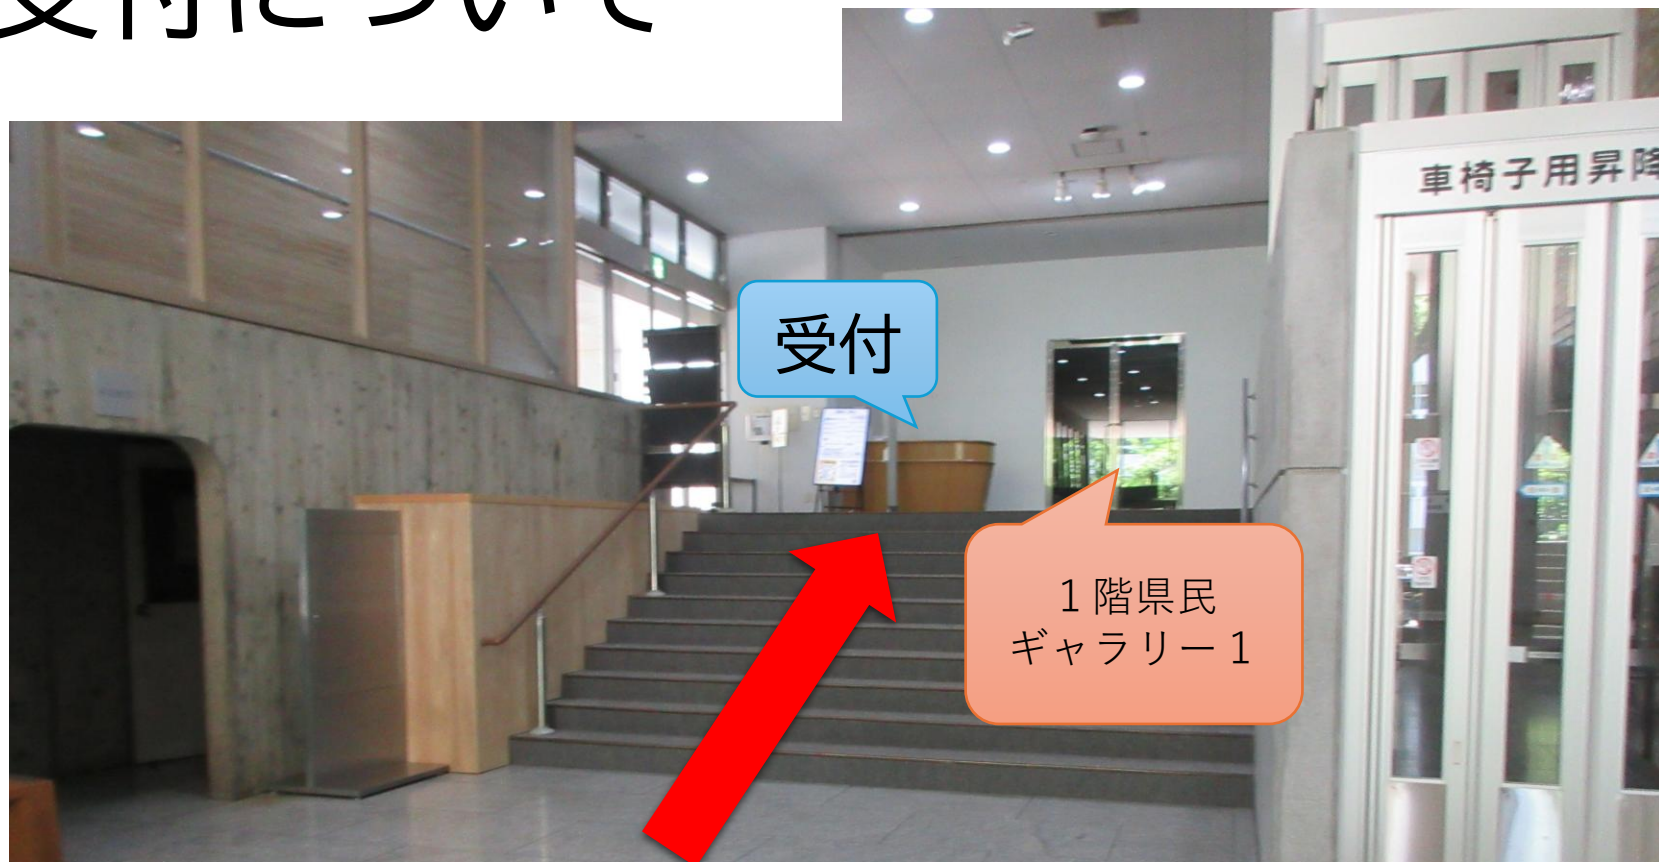 受付について
車椅子用昇降
受付
１階県民
ギャラリー１